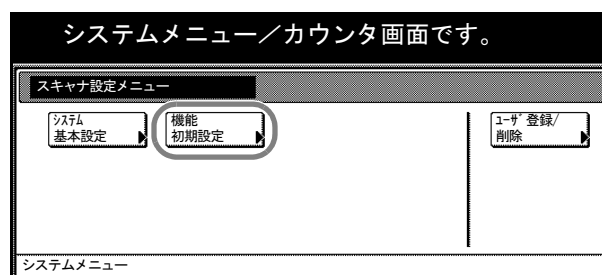 システムメニュー／カウンタ画面です。
スキャナ設定メニュー
ｼｽﾃﾑ
基本設定
機能
初期設定
ﾕｰｻﾞ登録/
削除
システムメニュー